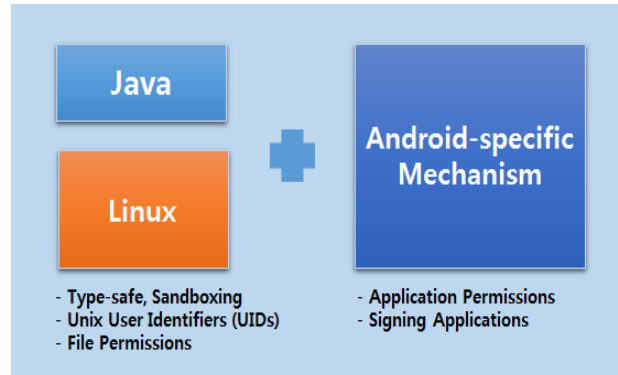 Java
Linux
- Type-safe, Sandboxing
- Unix User Identifiers (UIDs)
- File Permissions
Android-specific
Mechanism
- Application Permissions
- Signing Applications